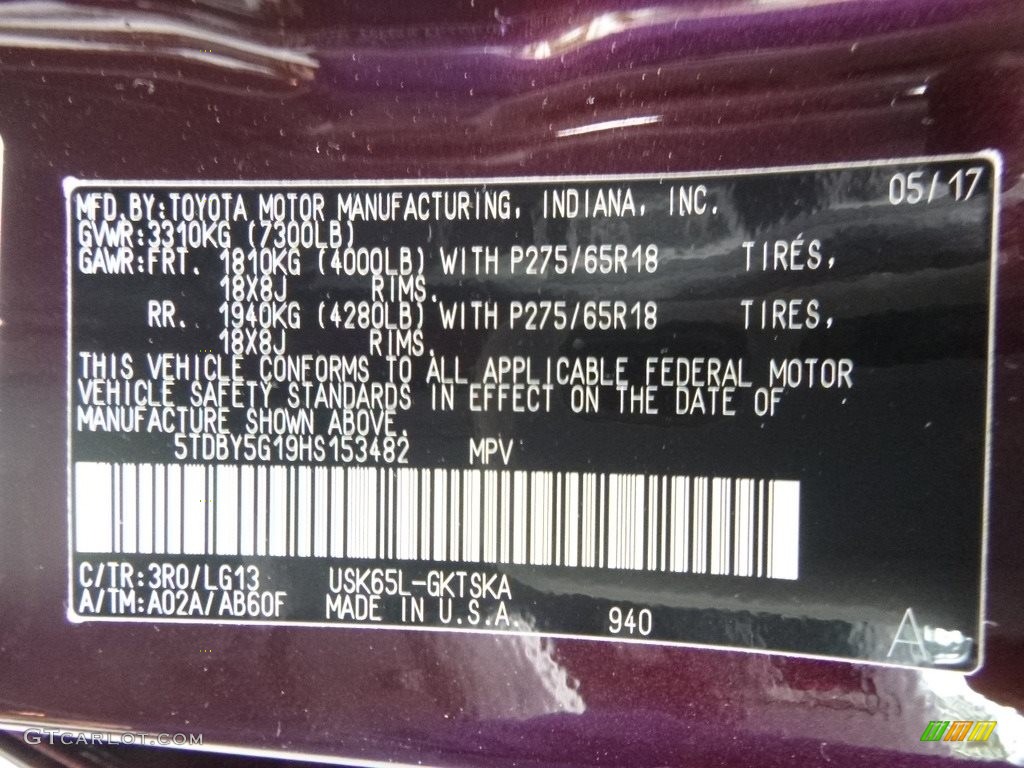 MFD.BY:TOYOTA MOTOR MANUFACTURING, INDIANA, INC. 05/17
GVWR:3310KG (7300LB)
GAWR:FRT. 1810KG (4000LB) WITH P275/65R18 TIRES,
18X8J RIMS.
RR. 1940KG (4280LB) WITH P275/65R18 TIRES,
18X8J RIMS.
THIS VEHICLE CONFORMS TO ALL APPLICABLE FEDERAL MOTOR
VEHICLE SAFETY STANDARDS IN EFFECT ON THE DATE OF
MANUFACTURE SHOWN ABOVE.
5TDBY5G19HS153482 MPV
C/TR:3R0/LG13 USK65L-GKTSKA
A/TM:A02A/AB60F MADE IN U.S.A. 940 A
GTCARLOT.COM